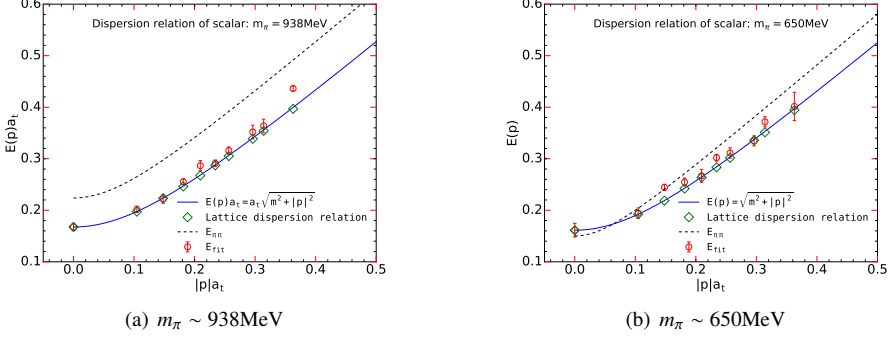 Dispersion relation of scalar: m_π = 938MeV
E(p)a_t
0.6
0.5
0.4
0.3
0.2
0.1
E(p)a_t=a_t√m²+|p|²
Lattice dispersion relation
E_ππ
E_fit
0.0 0.1 0.2 0.3 0.4 0.5
|p|a_t
(a) m_π ∼ 938MeV
Dispersion relation of scalar: m_π = 650MeV
E(p)
0.6
0.5
0.4
0.3
0.2
0.1
E(p)=√m²+|p|²
Lattice dispersion relation
E_ππ
E_fit
0.0 0.1 0.2 0.3 0.4 0.5
|p|a_t
(b) m_π ∼ 650MeV